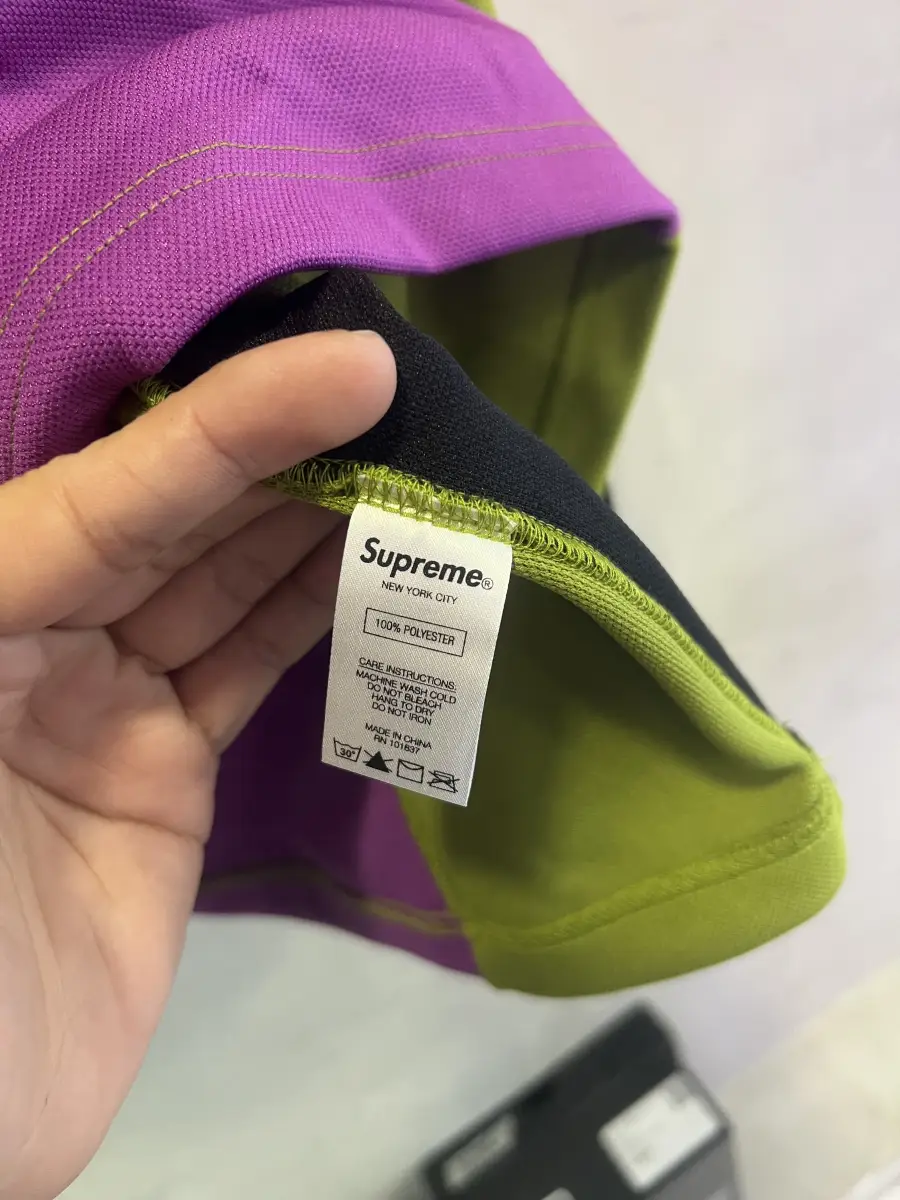 Supreme®
NEW YORK CITY
100% POLYESTER
CARE INSTRUCTIONS:
MACHINE WASH COLD
DO NOT BLEACH
HANG TO DRY
DO NOT IRON
MADE IN CHINA
RN 101837
30°